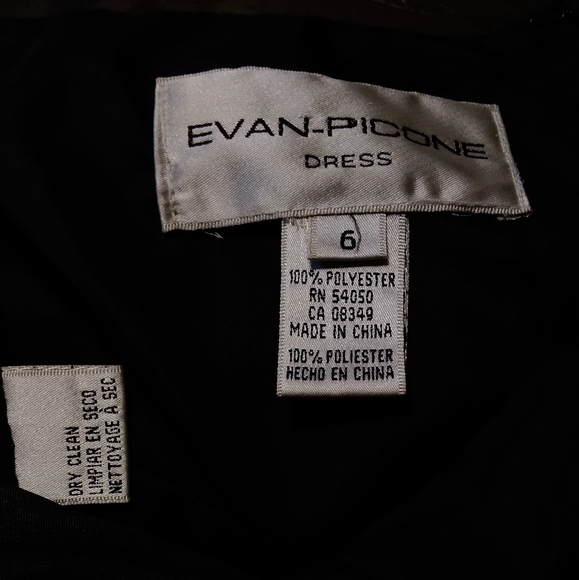 EVAN-PICONE
DRESS
6
100% POLYESTER
RN 54050
CA 08349
MADE IN CHINA
100% POLIESTER
HECHO EN CHINA
DRY CLEAN
LIMPIAR EN SECO
NETTOYAGE À SEC